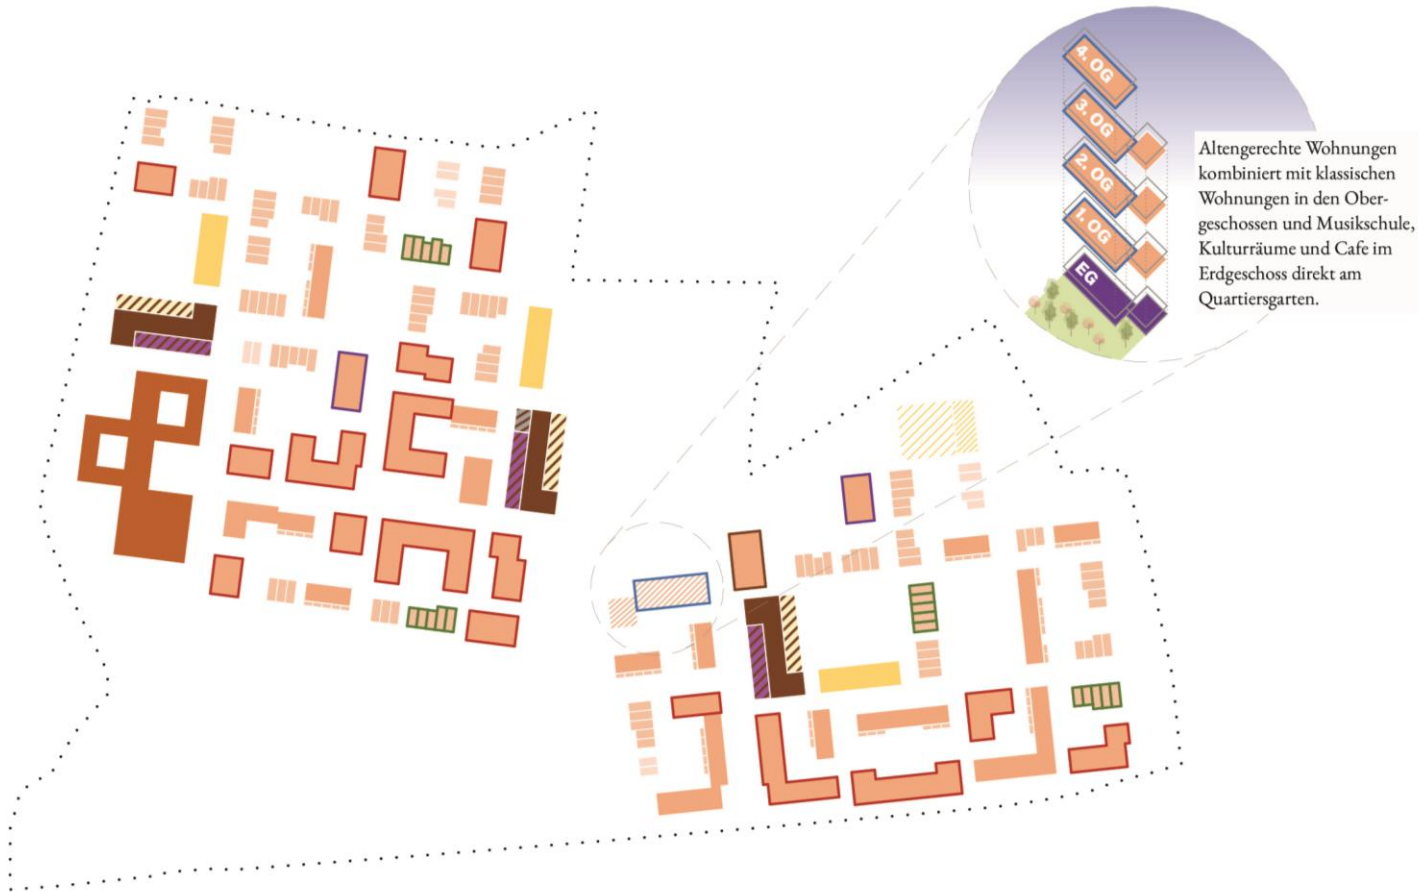 4. OG
3. OG
2. OG
1. OG
EG
Altengerechte Wohnungen
kombiniert mit klassischen
Wohnungen in den Ober-
geschossen und Musikschule,
Kulturräume und Cafe im
Erdgeschoss direkt am
Quartiersgarten.